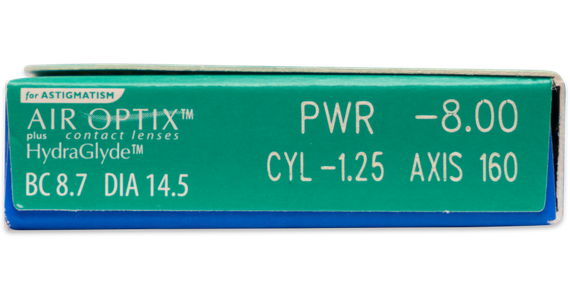 for ASTIGMATISM
AIR OPTIX™
plus contact lenses
HydraGlyde™
BC 8.7 DIA 14.5
PWR -8.00
CYL -1.25 AXIS 160